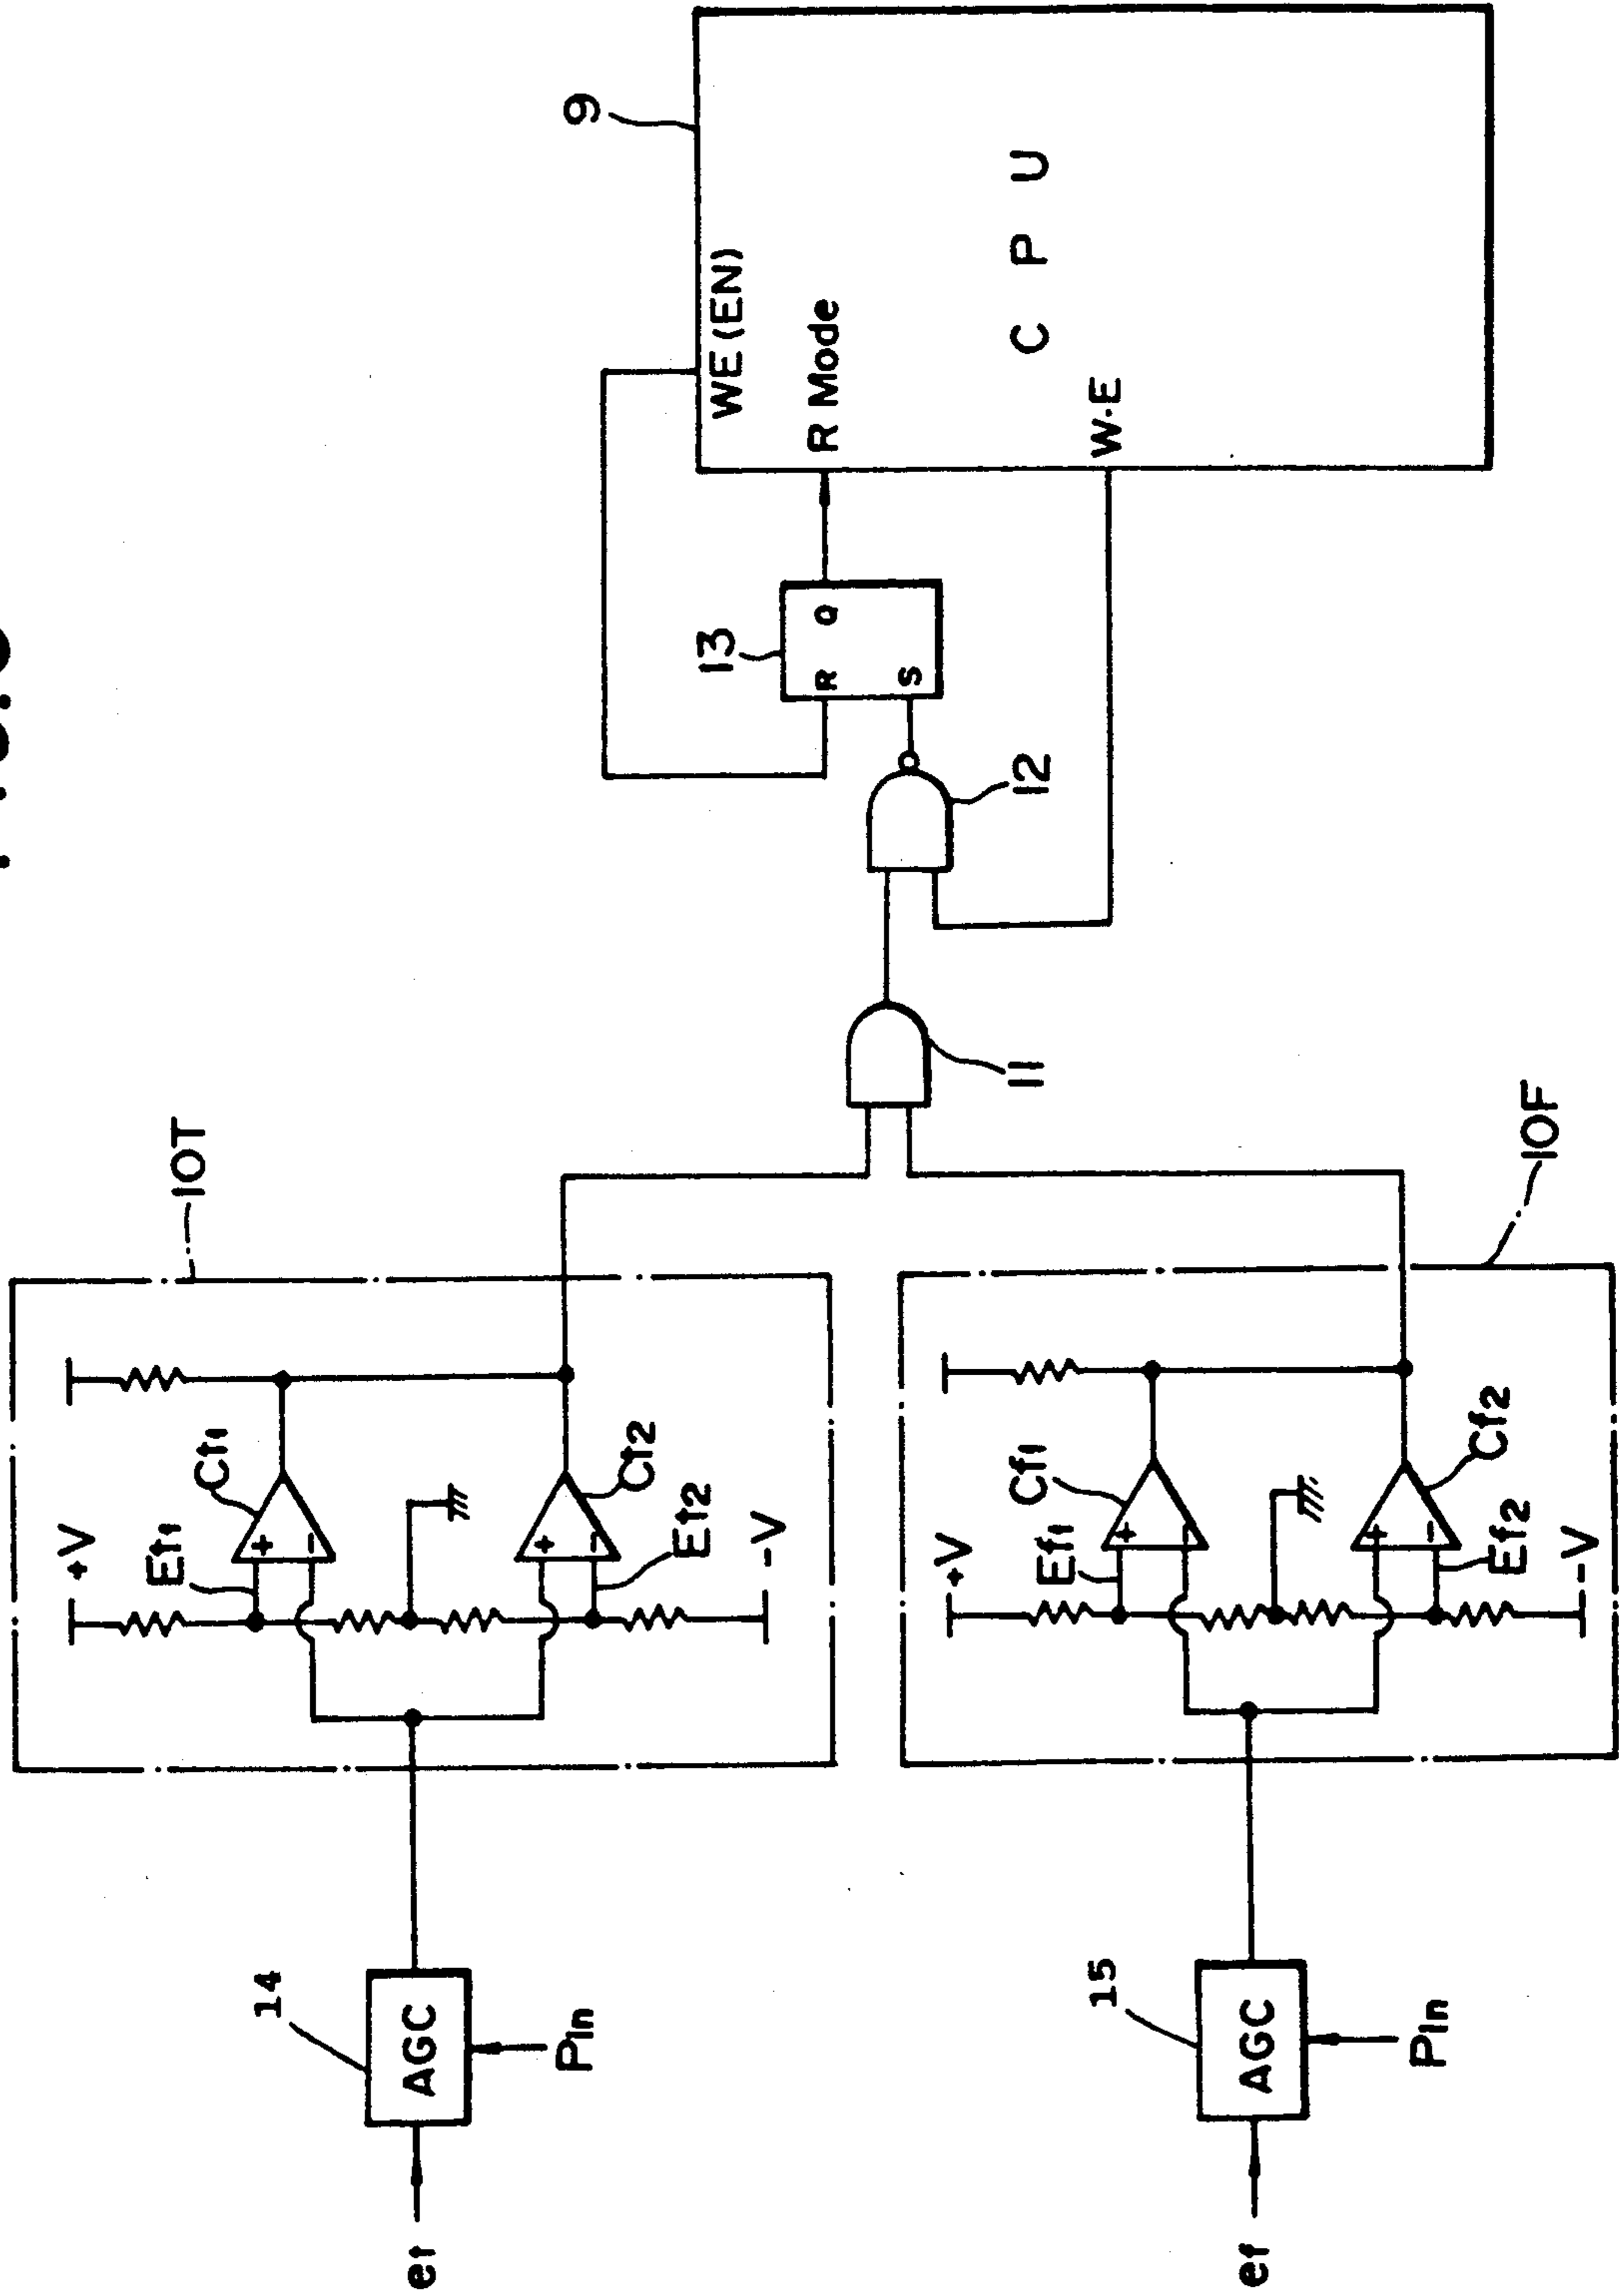 9
WE (EN)
R Mode
C P U
W·E
13
R Q
S
12
11
10T
+V
Et1
Ct1
Ct2
Et2
-V
10F
+V
Ef1
Cf1
Cf2
Ef2
-V
14
AGC
Pin
et
15
AGC
Pin
ef